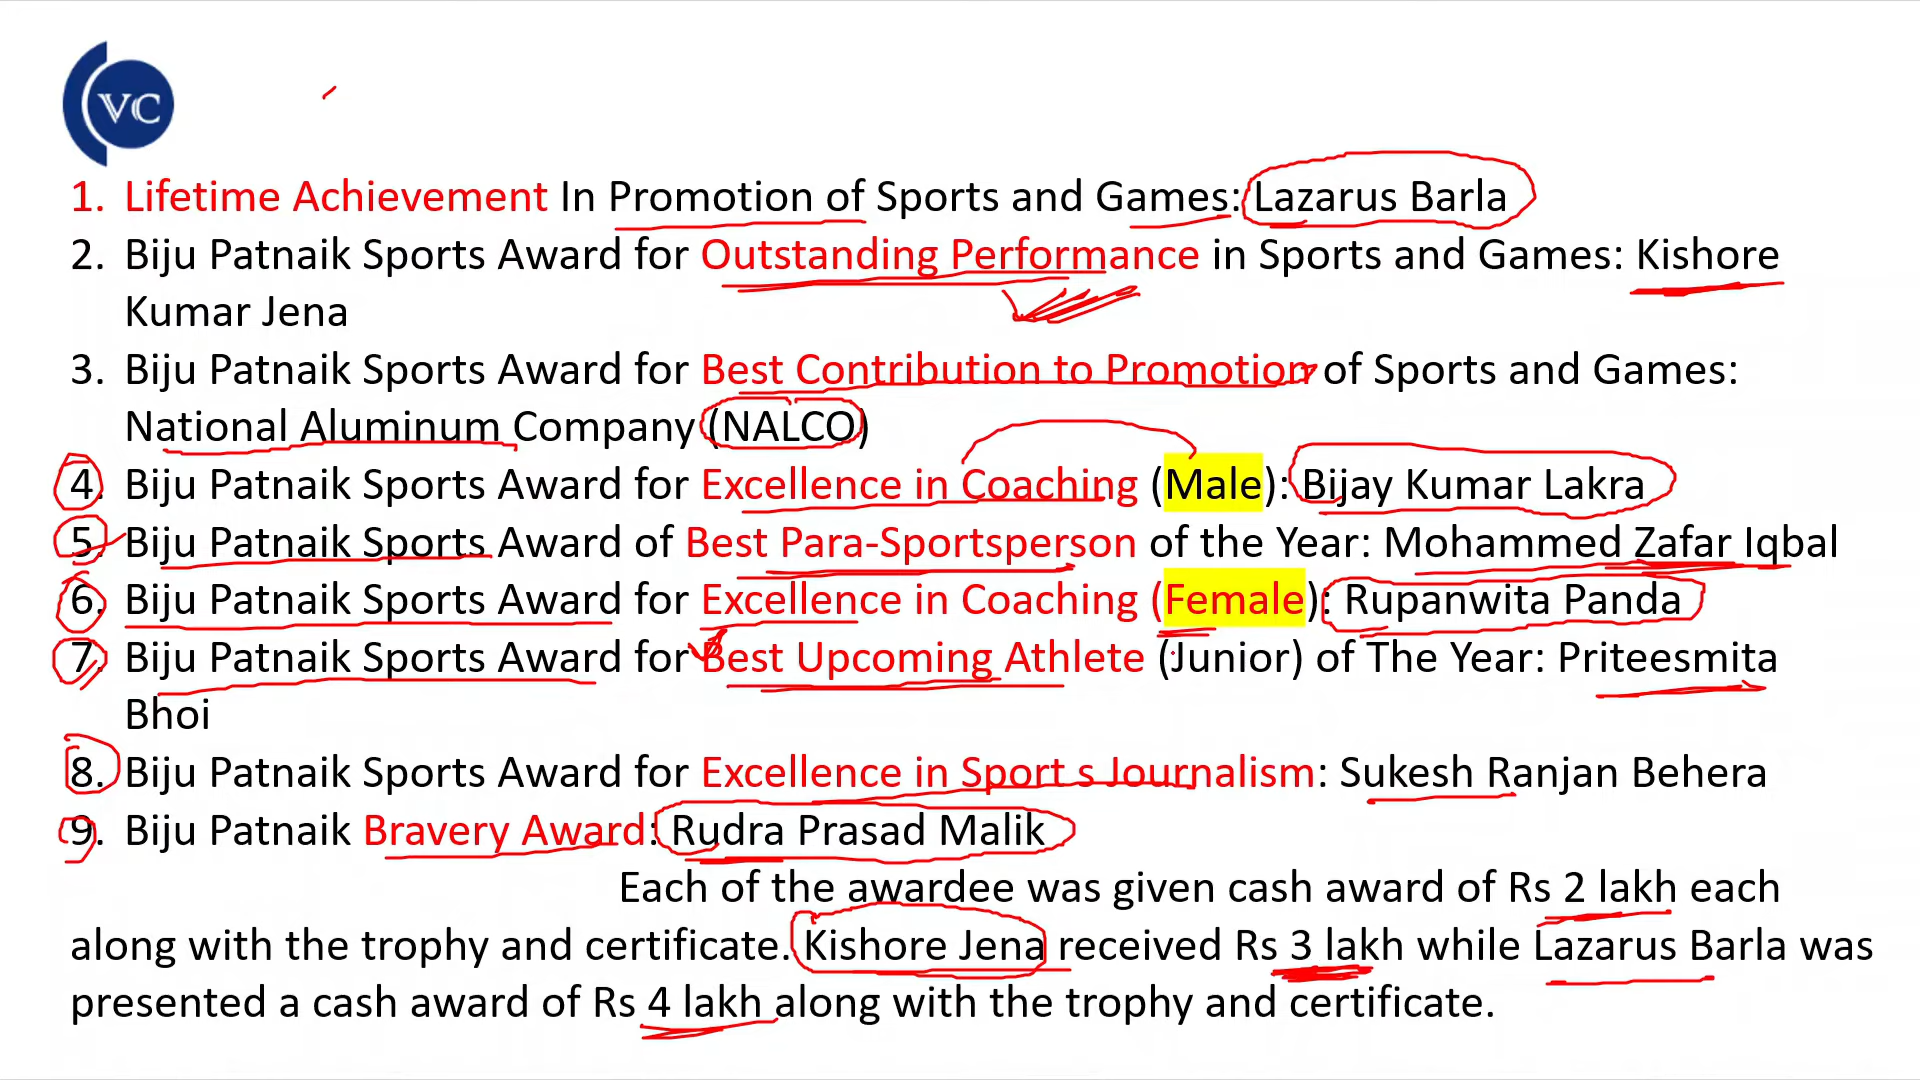 VC
1. Lifetime Achievement In Promotion of Sports and Games: Lazarus Barla
2. Biju Patnaik Sports Award for Outstanding Performance in Sports and Games: Kishore
Kumar Jena
3. Biju Patnaik Sports Award for Best Contribution to Promotion of Sports and Games:
National Aluminum Company (NALCO)
4. Biju Patnaik Sports Award for Excellence in Coaching (Male): Bijay Kumar Lakra
5. Biju Patnaik Sports Award of Best Para-Sportsperson of the Year: Mohammed Zafar Iqbal
6. Biju Patnaik Sports Award for Excellence in Coaching (Female): Rupanwita Panda
7. Biju Patnaik Sports Award for Best Upcoming Athlete (Junior) of The Year: Priteesmita
Bhoi
8. Biju Patnaik Sports Award for Excellence in Sport s Journalism: Sukesh Ranjan Behera
9. Biju Patnaik Bravery Award: Rudra Prasad Malik
Each of the awardee was given cash award of Rs 2 lakh each
along with the trophy and certificate. Kishore Jena received Rs 3 lakh while Lazarus Barla was
presented a cash award of Rs 4 lakh along with the trophy and certificate.